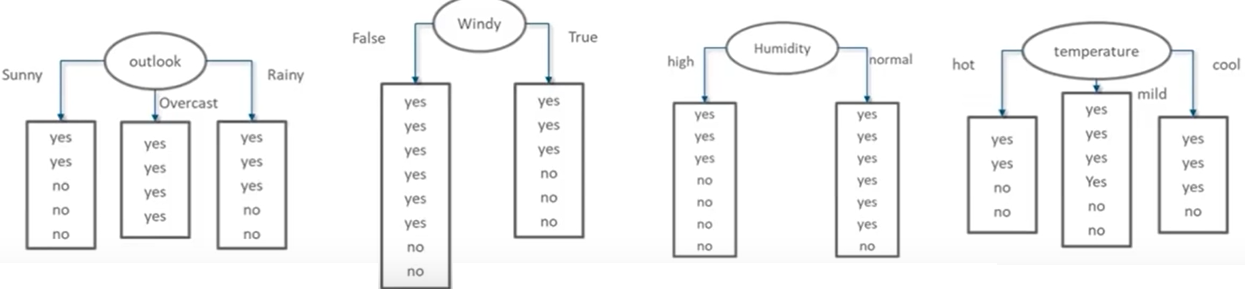 outlook
Sunny
Overcast
Rainy
yes
yes
no
no
no
yes
yes
yes
yes
yes
yes
yes
no
no
Windy
False
True
yes
yes
yes
yes
yes
yes
no
no
yes
yes
yes
no
no
no
Humidity
high
normal
yes
yes
yes
no
no
no
no
yes
yes
yes
yes
yes
yes
no
temperature
hot
mild
cool
yes
yes
no
no
yes
yes
yes
Yes
no
no
yes
yes
yes
no